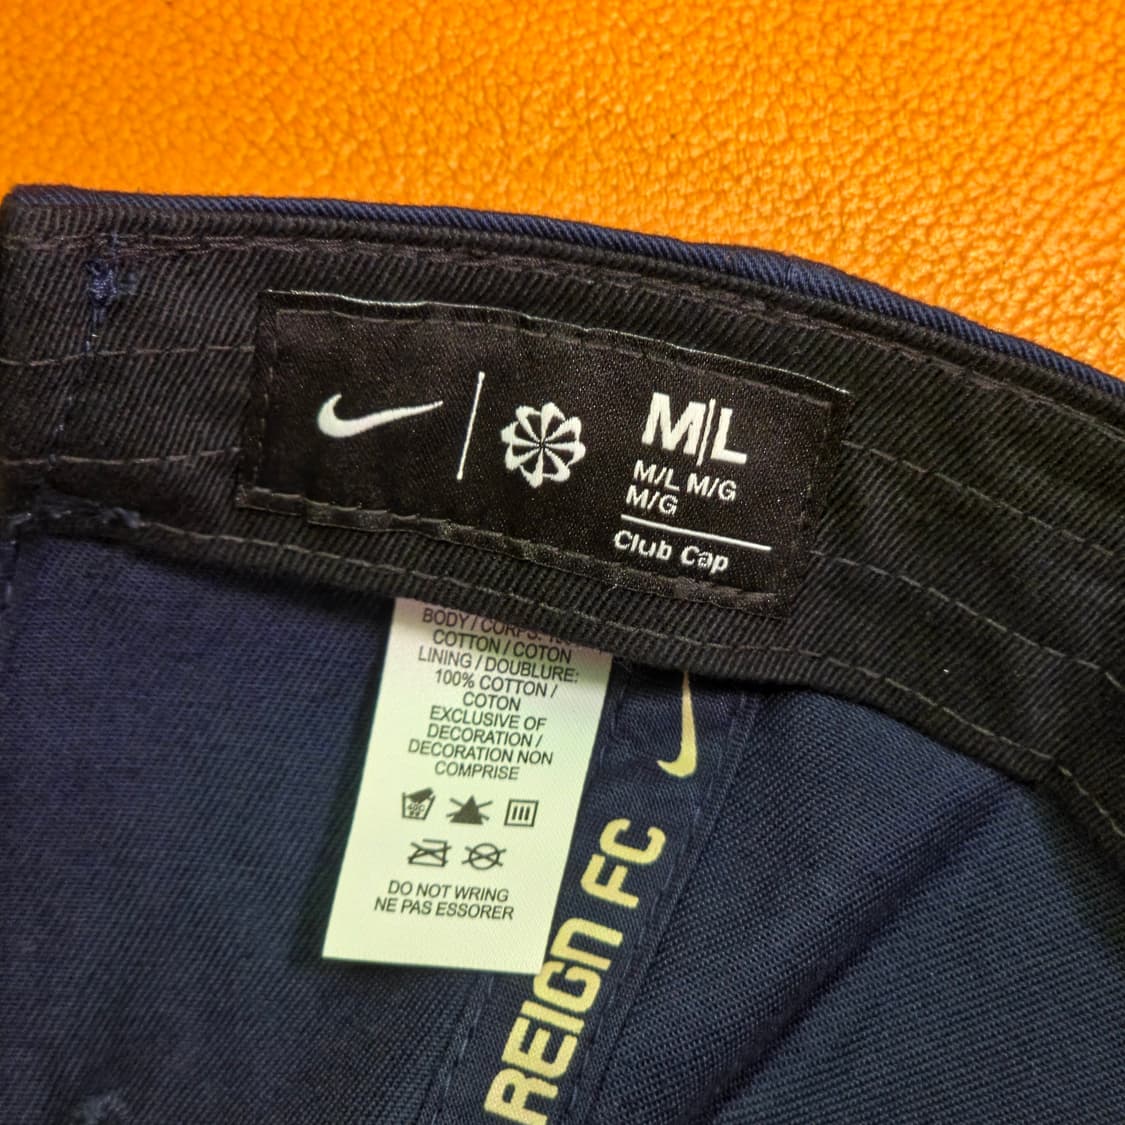 M|L
M/L M/G
M/G
Club Cap
BODY / CORPS:
COTTON / COTON
LINING / DOUBLURE:
100% COTTON /
COTON
EXCLUSIVE OF
DECORATION /
DECORATION NON
COMPRISE
DO NOT WRING
NE PAS ESSORER
REIGN FC